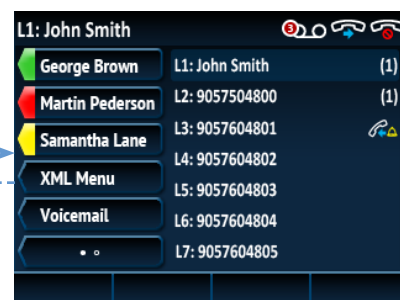 L1: John Smith 3
George Brown L1: John Smith (1)
Martin Pederson L2: 9057504800 (1)
Samantha Lane L3: 9057604801
L4: 9057604802
XML Menu
L5: 9057604803
Voicemail
L6: 9057604804
L7: 9057604805